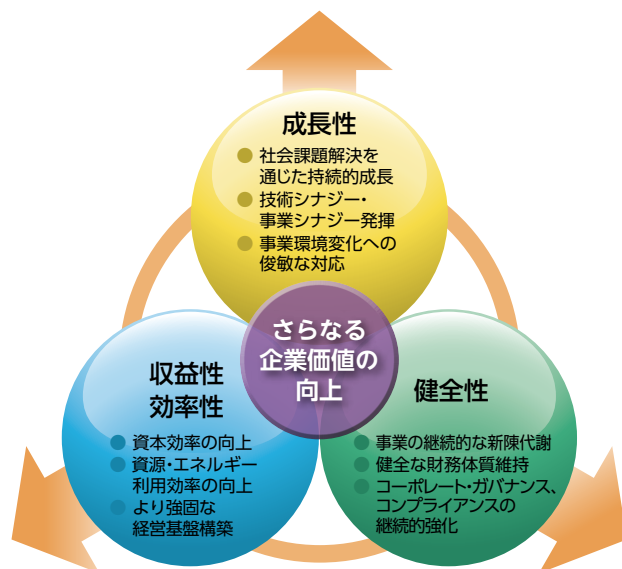 成長性
● 社会課題解決を
通じた持続的成長
● 技術シナジー・
事業シナジー発揮
● 事業環境変化への
俊敏な対応
さらなる
企業価値の
向上
収益性
効率性
● 資本効率の向上
● 資源・エネルギー
利用効率の向上
● より強固な
経営基盤構築
健全性
● 事業の継続的な新陳代謝
● 健全な財務体質維持
● コーポレート・ガバナンス、
コンプライアンスの
継続的強化